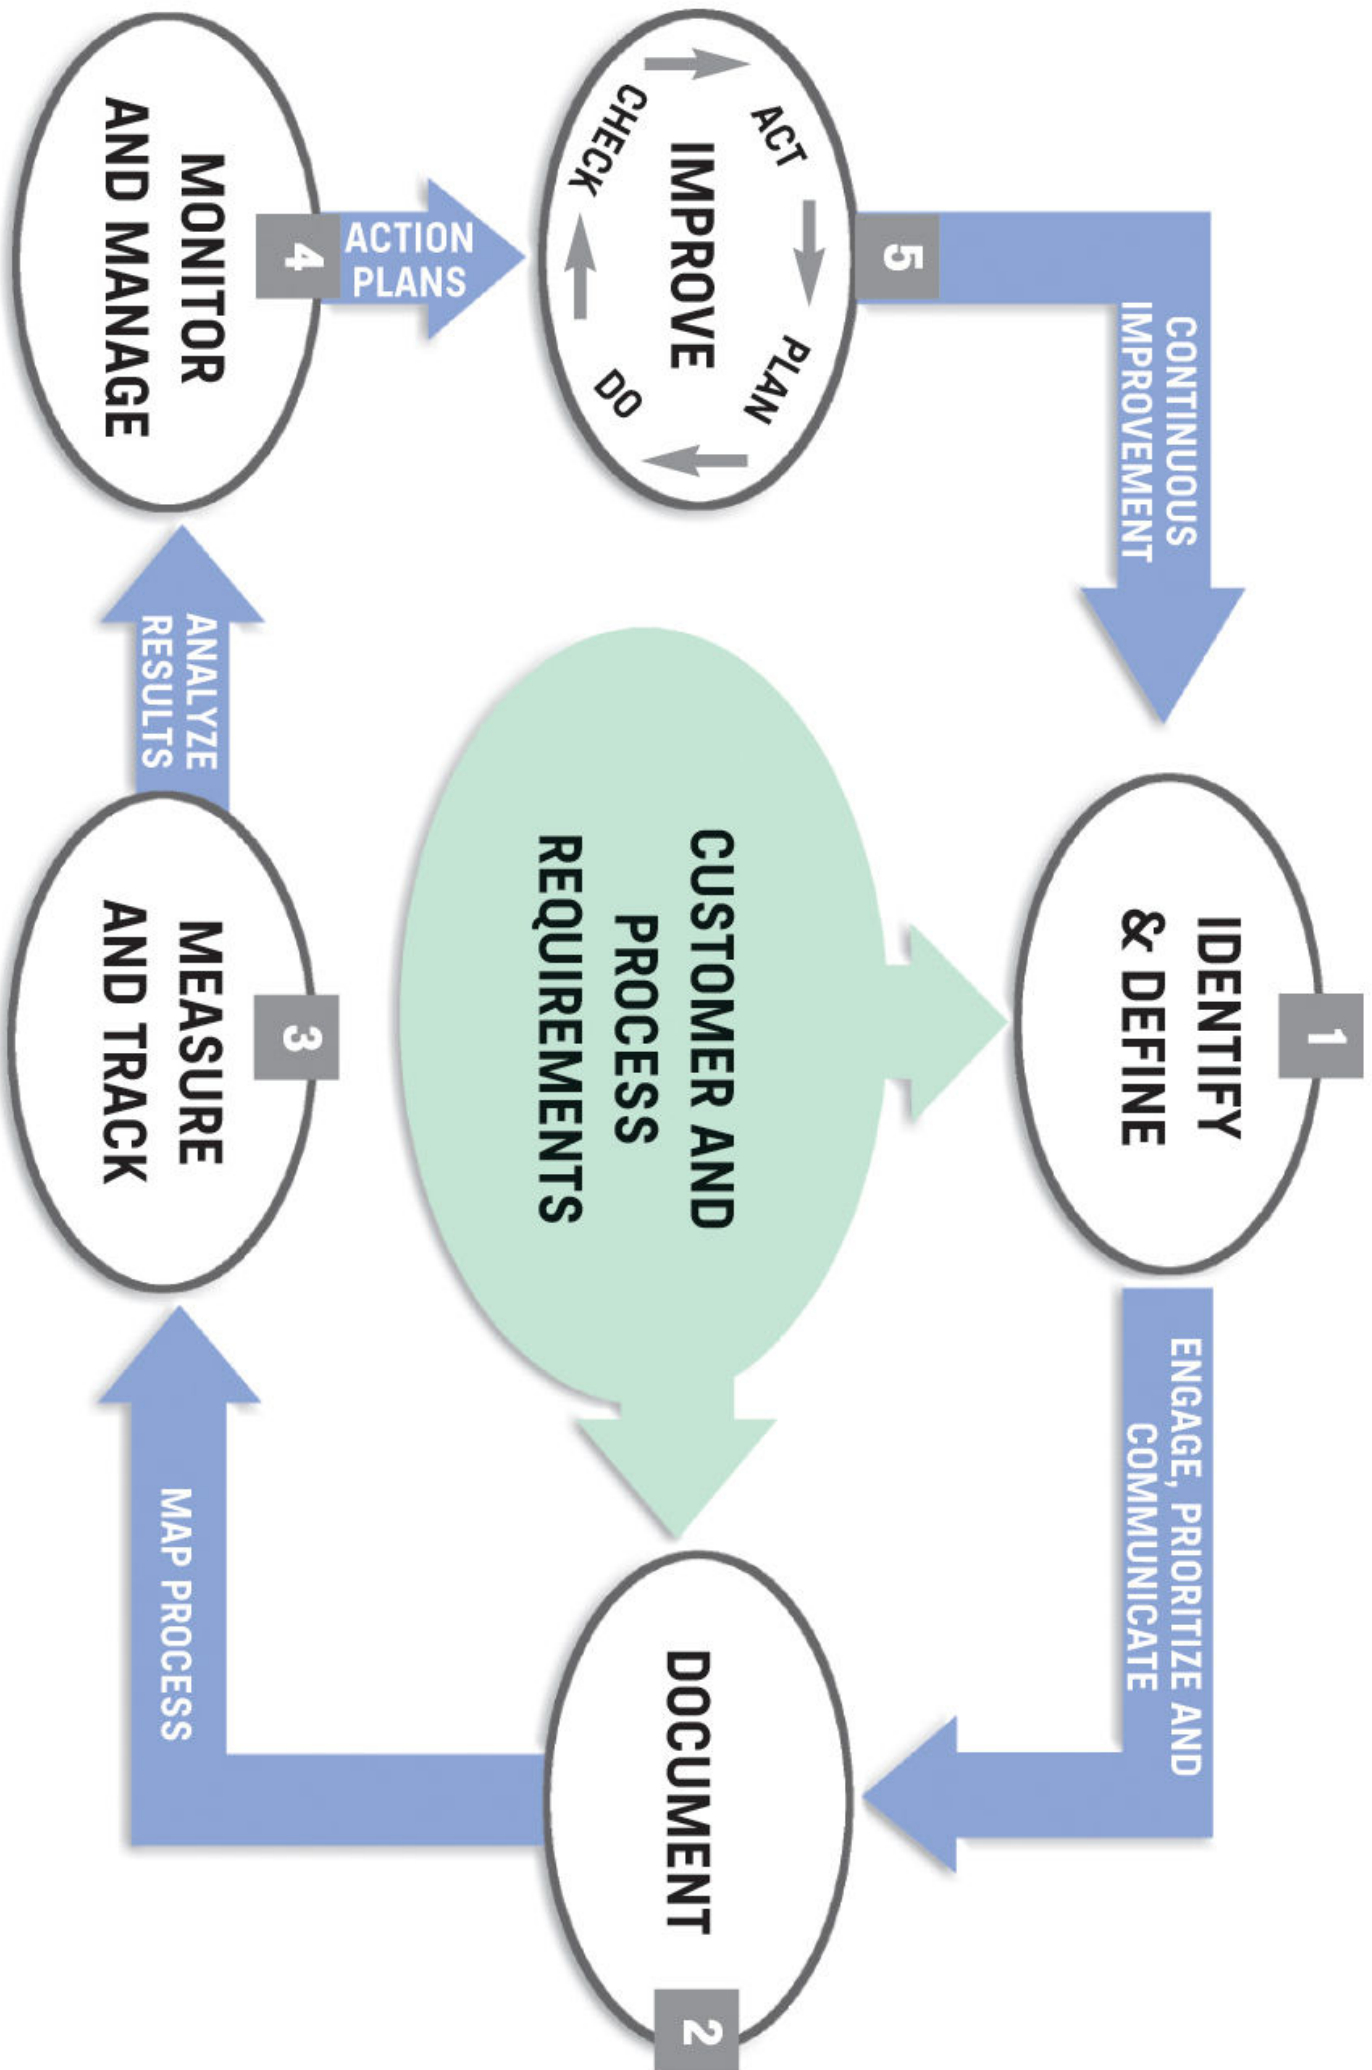 1
IDENTIFY
& DEFINE
ENGAGE, PRIORITIZE AND
COMMUNICATE
DOCUMENT
2
MAP PROCESS
3
MEASURE
AND TRACK
ANALYZE
RESULTS
4
MONITOR
AND MANAGE
ACTION
PLANS
5
IMPROVE
ACT
PLAN
DO
CHECK
CONTINUOUS
IMPROVEMENT
CUSTOMER AND
PROCESS
REQUIREMENTS